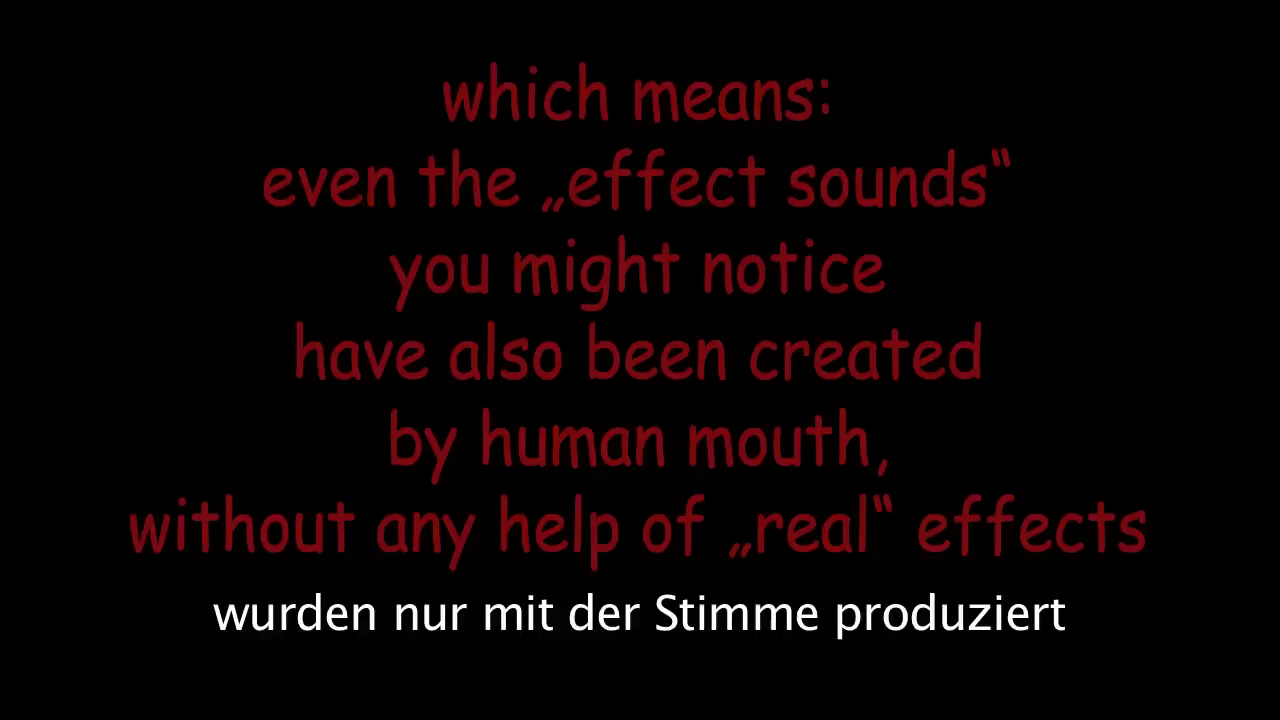 which means:
even the „effect sounds“
you might notice
have also been created
by human mouth,
without any help of „real“ effects
wurden nur mit der Stimme produziert